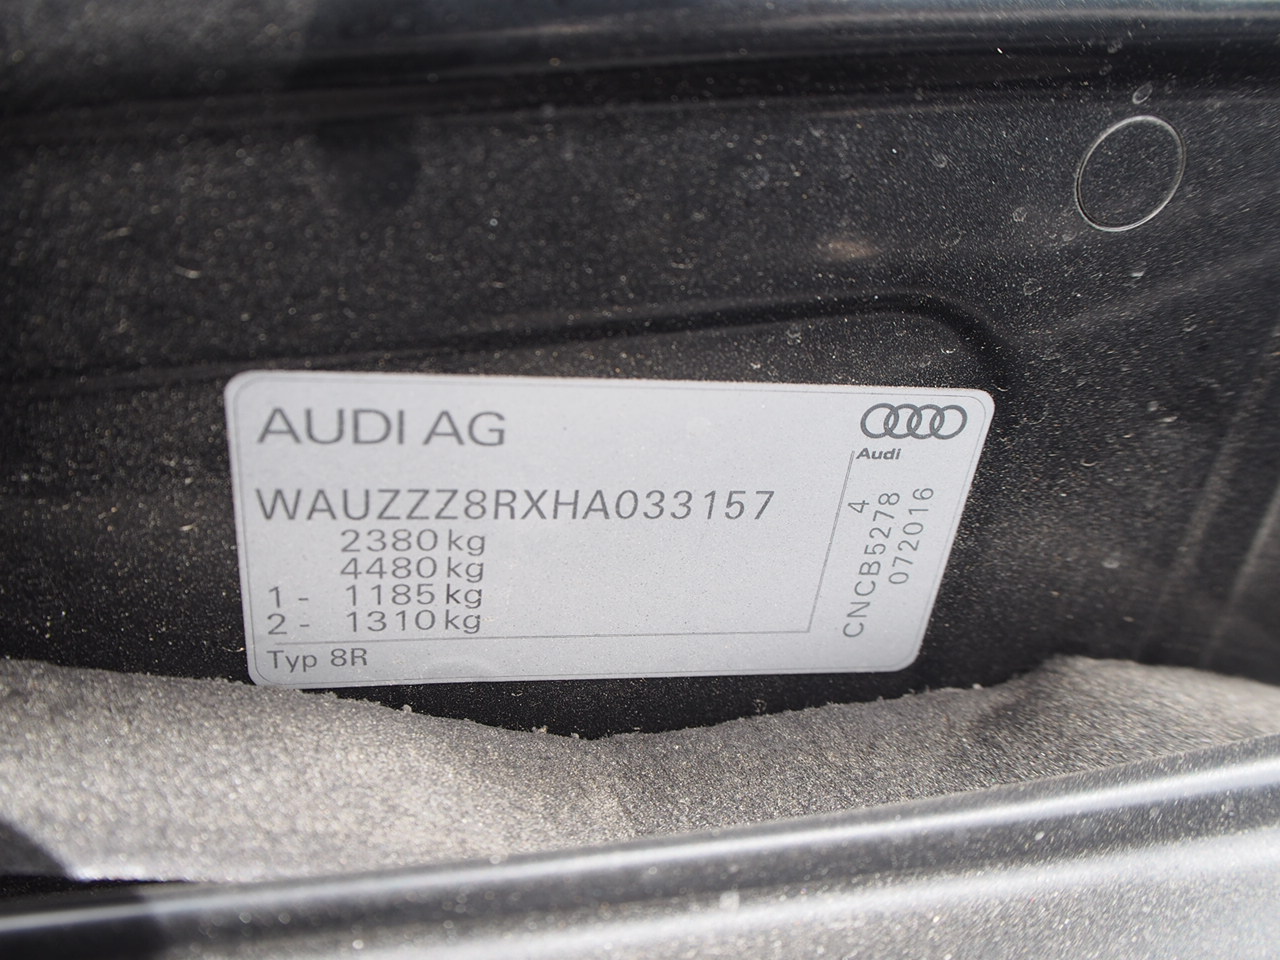 AUDI AG
Audi
WAUZZZ8RXHA033157
2380 kg
4480 kg
1 - 1185 kg
2 - 1310 kg
Typ 8R
4
CNCB5278
072016